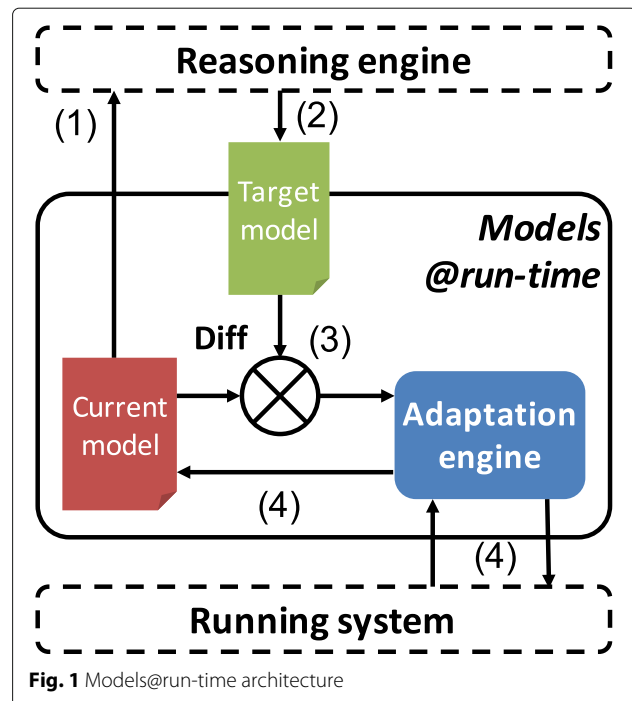 Reasoning engine
(1)
(2)
Target
model
Models
@run-time
Diff
(3)
Current
model
Adaptation
engine
(4)
(4)
Running system
Fig. 1 Models@run-time architecture